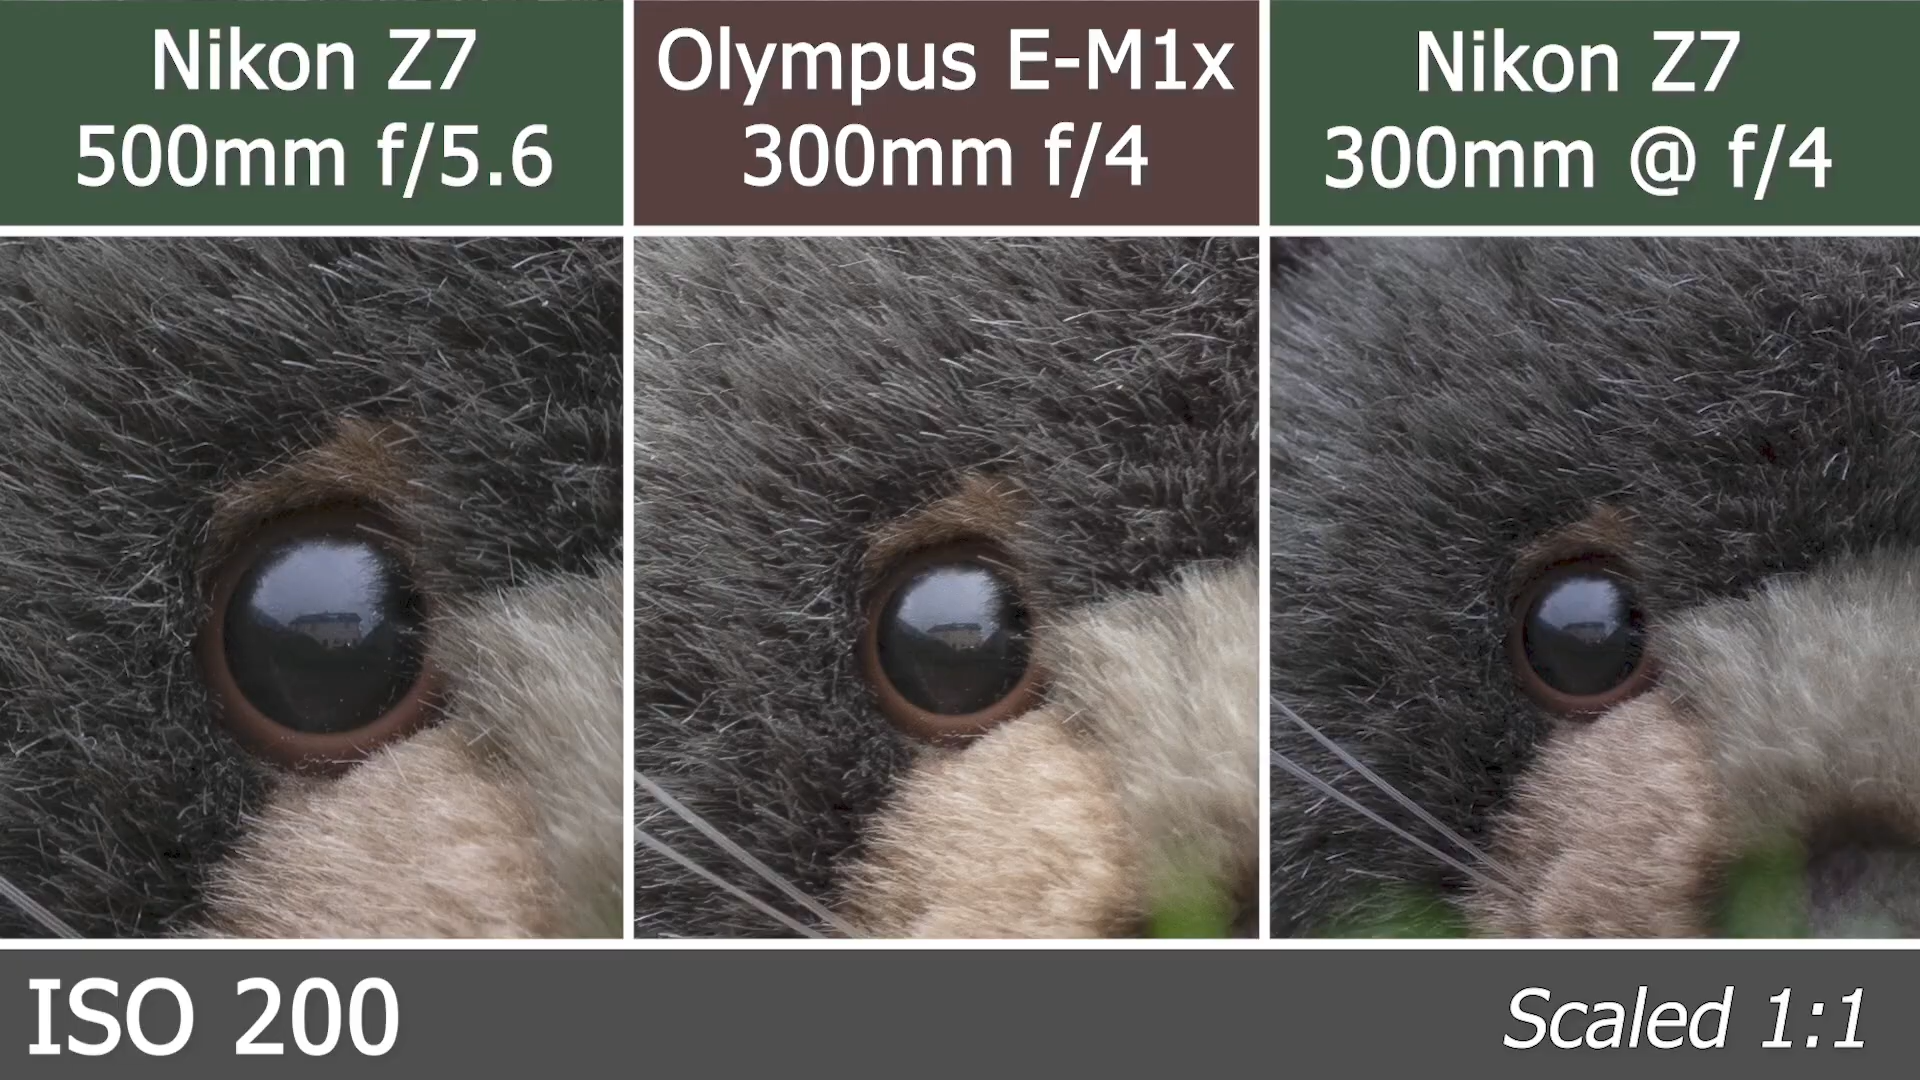 Nikon Z7
500mm f/5.6
Olympus E-M1x
300mm f/4
Nikon Z7
300mm @ f/4
ISO 200
Scaled 1:1